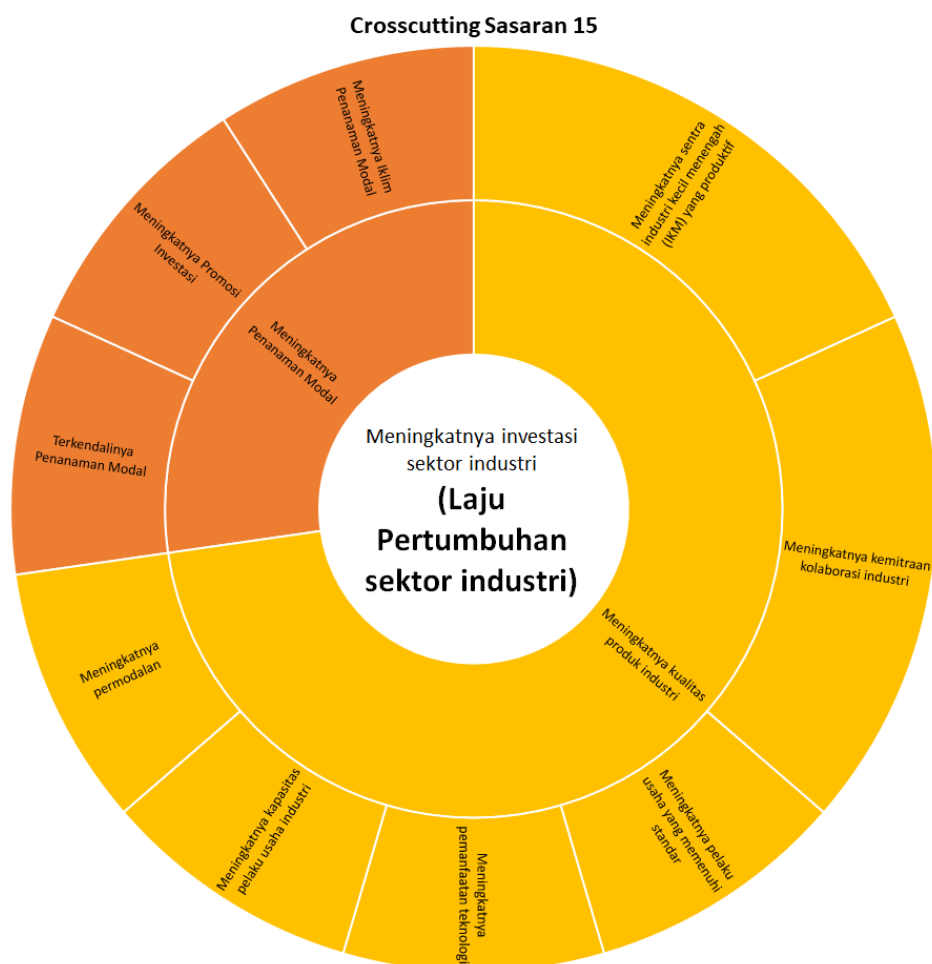 Crosscutting Sasaran 15
Meningkatnya investasi
sektor industri
(Laju
Pertumbuhan
sektor industri)
Meningkatnya kualitas
produk industri
Meningkatnya
Penanaman Modal
Meningkatnya sentra
industri kecil menengah
(IKM) yang produktif
Meningkatnya kemitraan
kolaborasi industri
Meningkatnya pelaku
usaha yang memenuhi
standar
Meningkatnya
pemanfaatan teknologi
Meningkatnya kapasitas
pelaku usaha industri
Meningkatnya
permodalan
Terkendalinya
Penanaman Modal
Meningkatnya Promosi
Investasi
Meningkatnya Iklim
Penanaman Modal